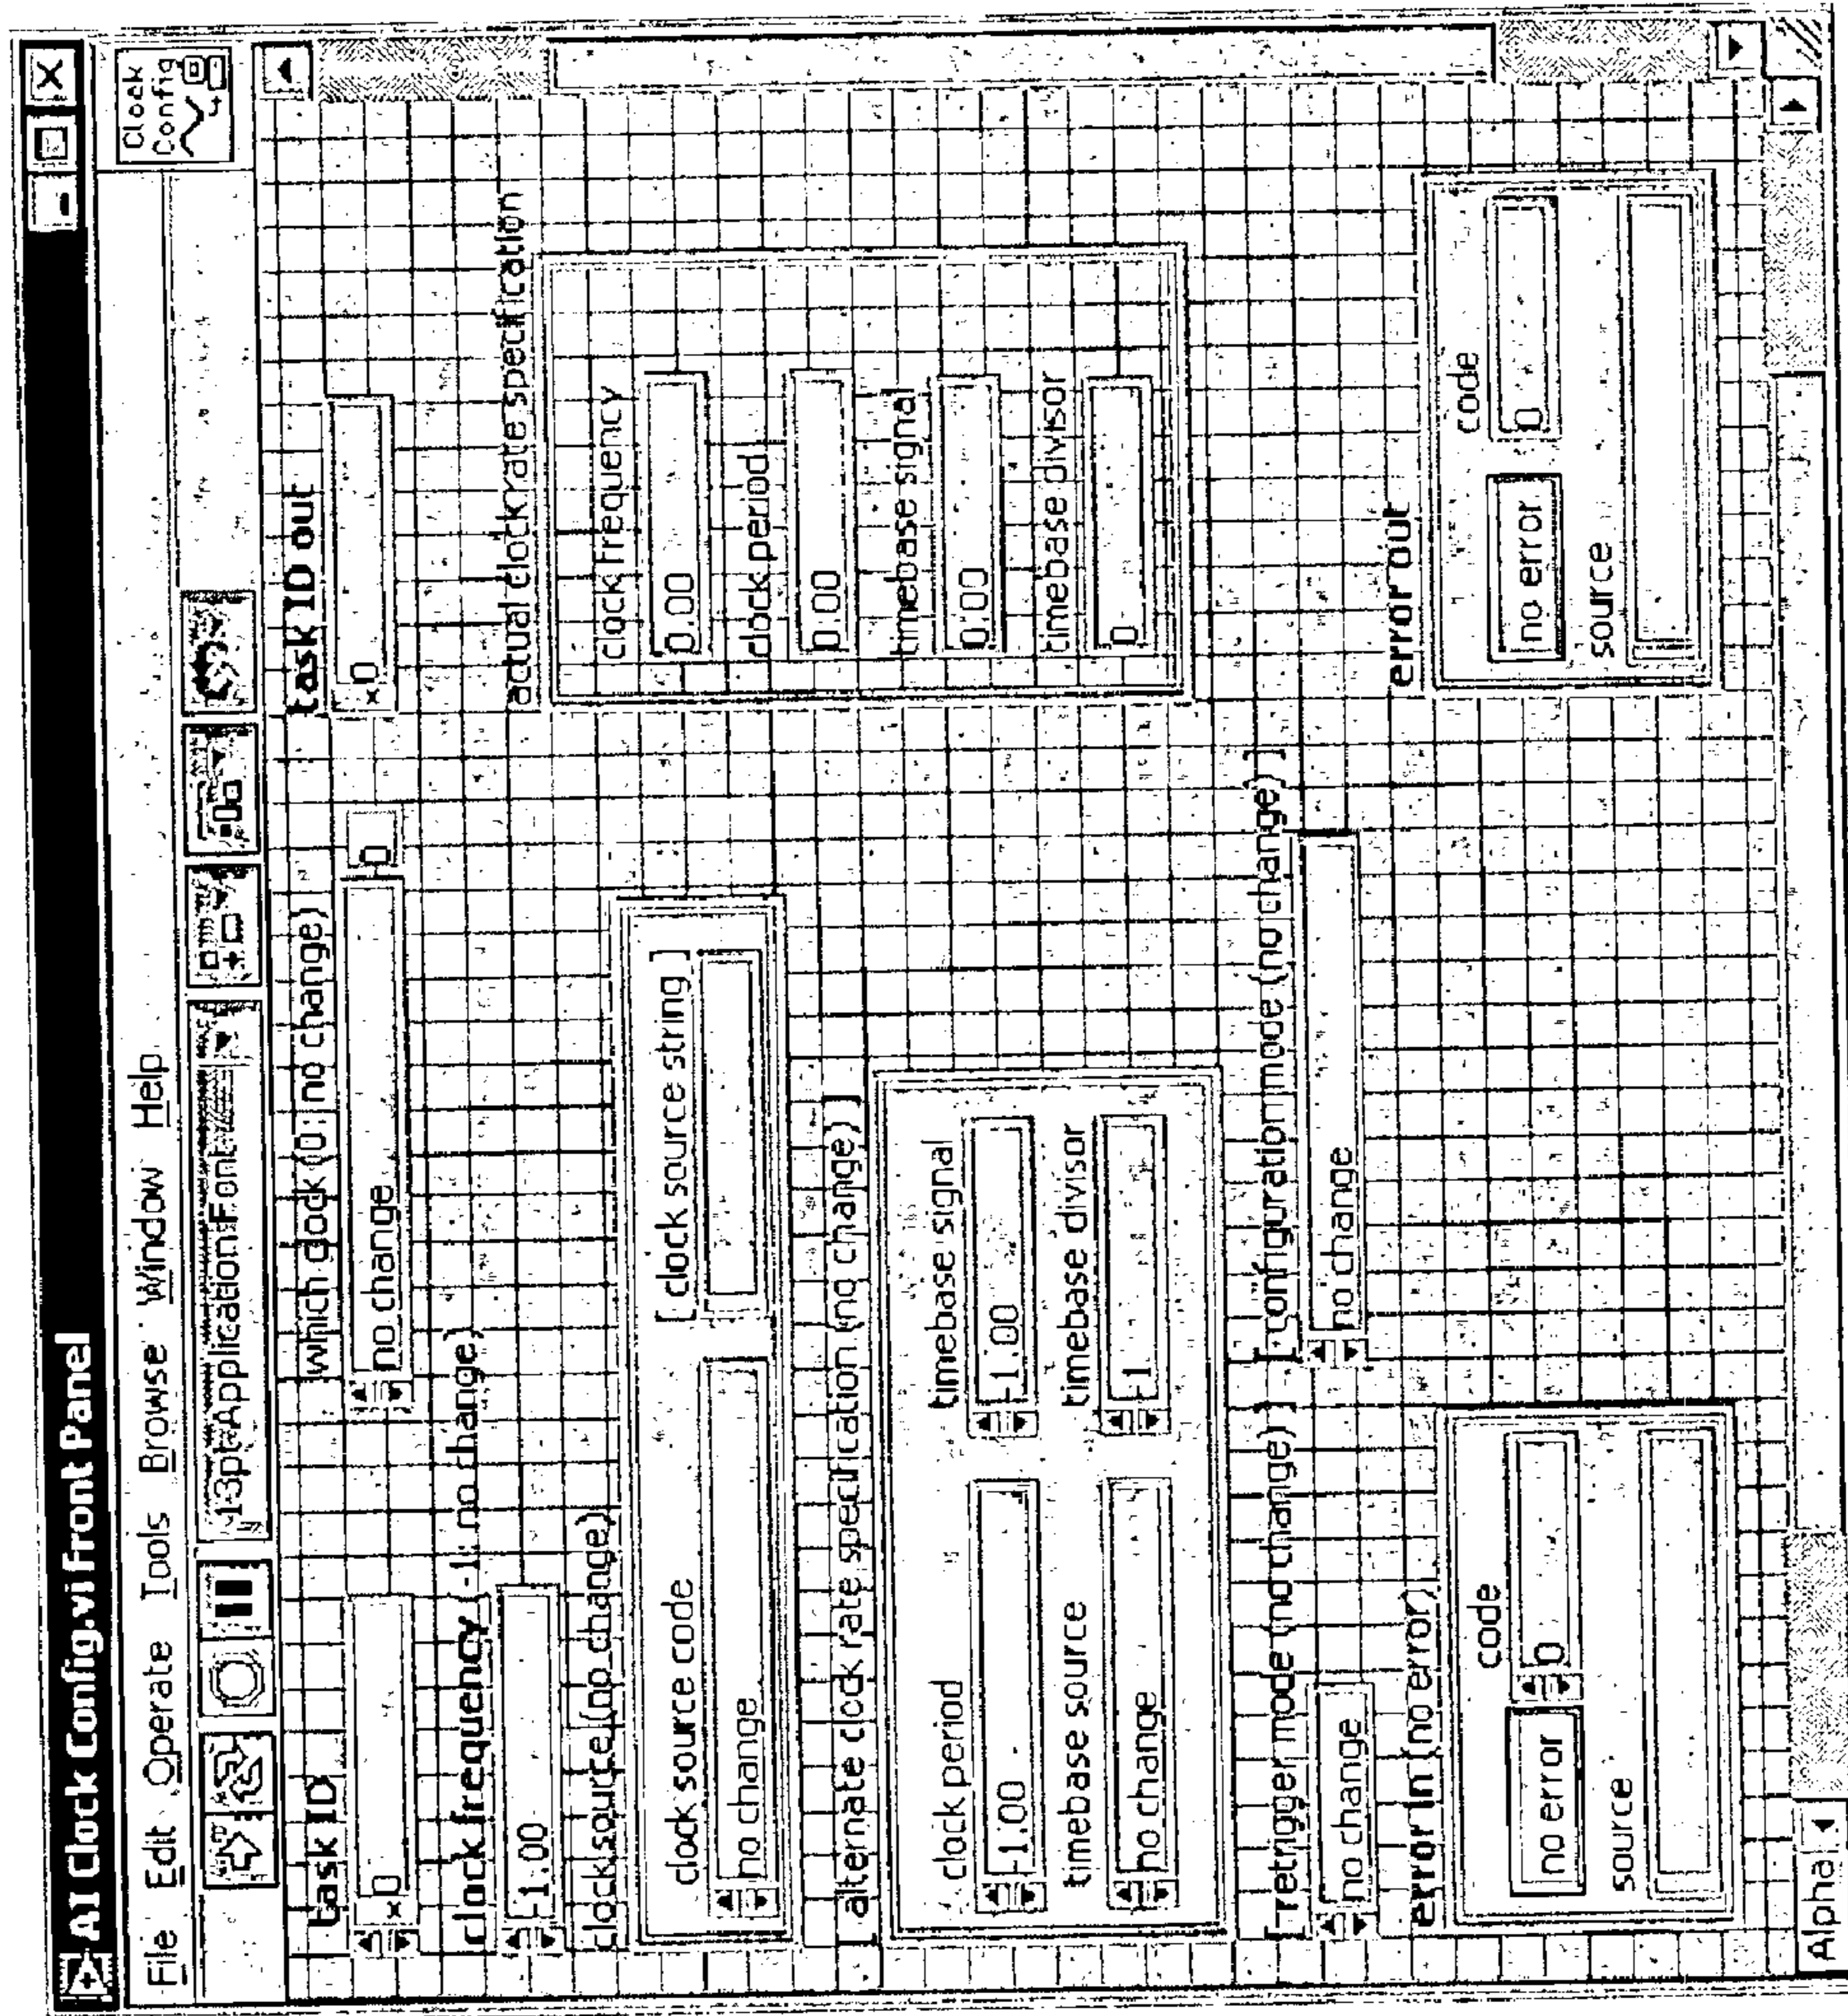 AI Clock Config.vi Front Panel
File Edit Operate Tools Browse Window Help
Clock
Config
13pt Application Font
task ID
x0
which clock (0: no change)
no change
0
task ID out
x0
clock frequency (-1: no change)
-1.00
clock source (no change)
clock source code
no change
[clock source string]
actual clock rate specification
clock frequency
0.00
clock period
0.00
timebase signal
0.00
timebase divisor
0
[alternate clock rate specification (no change)]
clock period
-1.00
timebase signal
-1.00
timebase source
no change
timebase divisor
-1
[retrigger mode (no change)]
no change
[configuration mode (no change)]
no change
error in (no error)
no error
code
0
source
error out
no error
code
0
source
Alpha